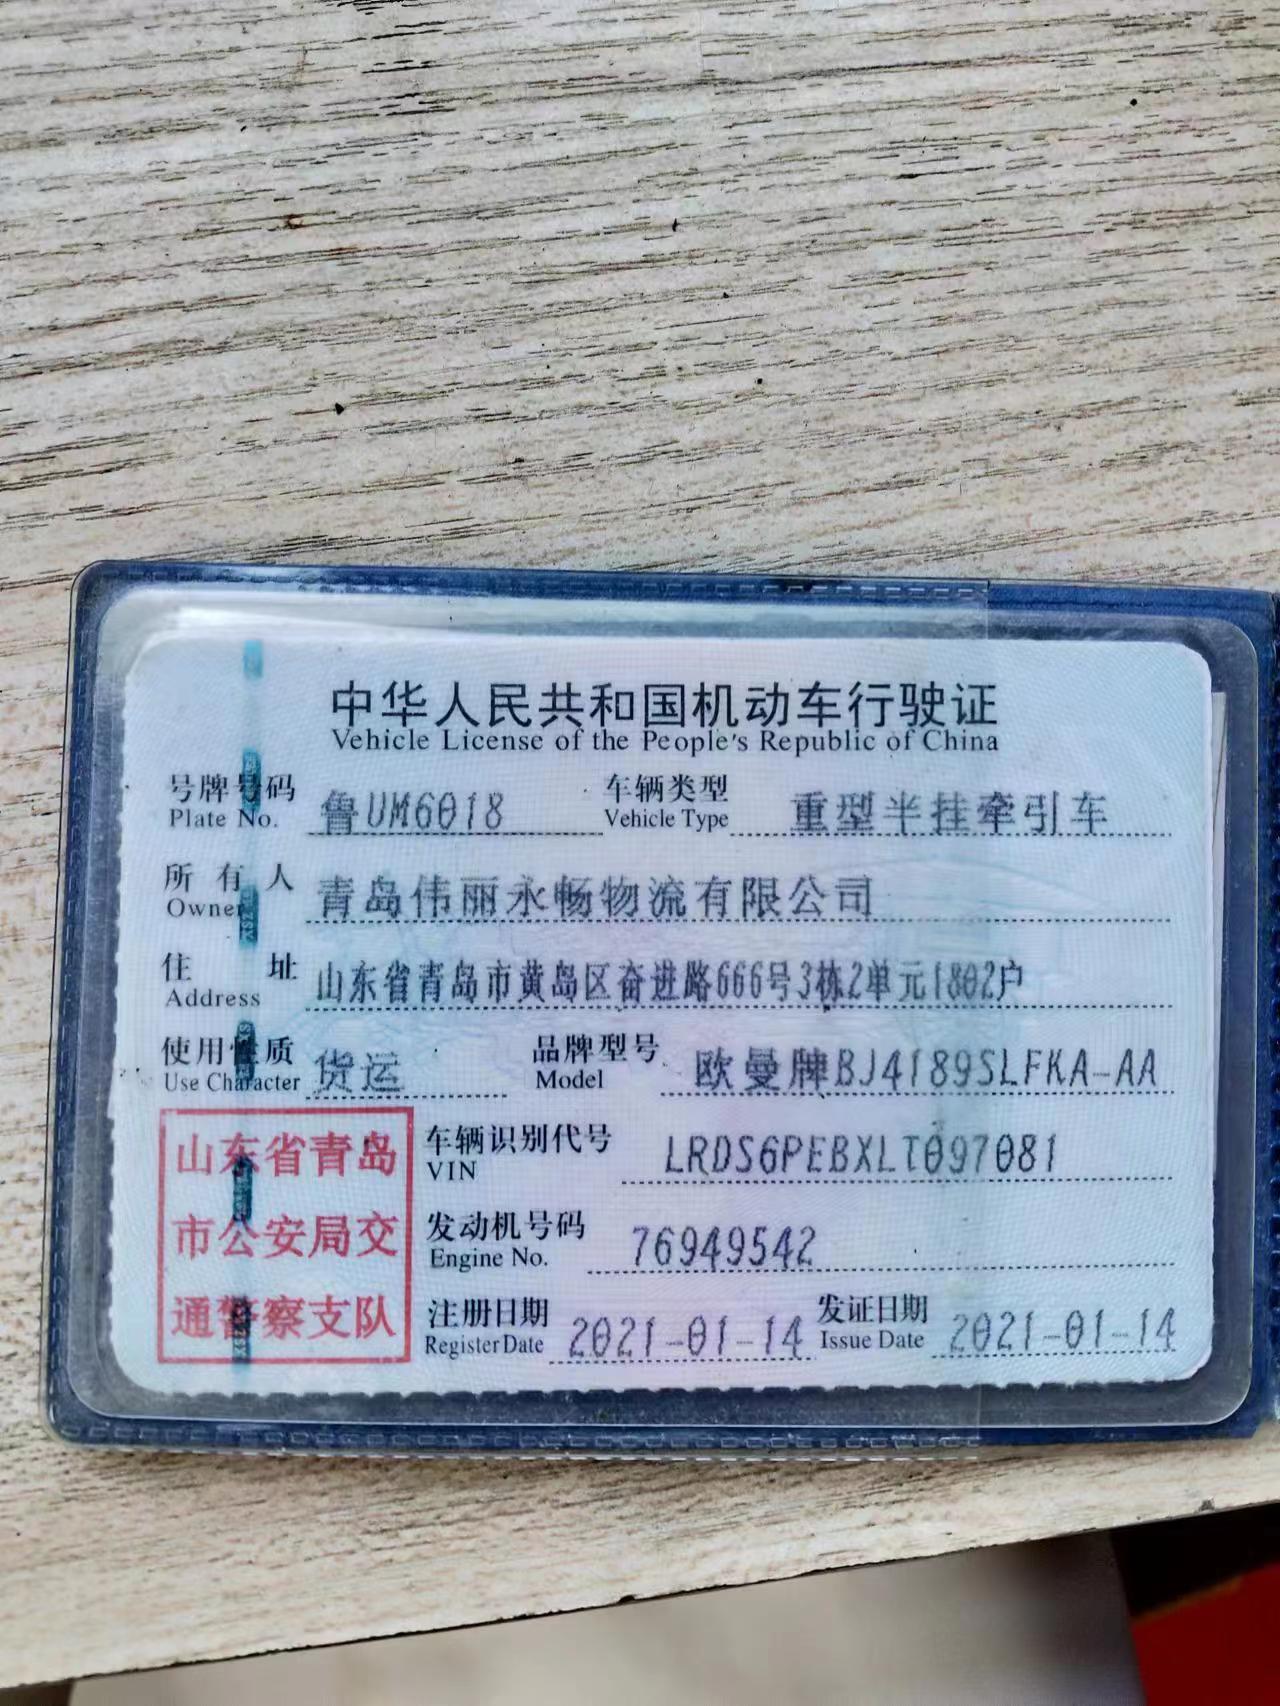 中华人民共和国机动车行驶证
Vehicle License of the People's Republic of China
号牌号码 鲁UM6018 车辆类型 重型半挂牵引车
Plate No. Vehicle Type
所有人 青岛伟丽永畅物流有限公司
Owner
住址 山东省青岛市黄岛区奋进路666号3栋2单元1802户
Address
使用性质 货运 品牌型号 欧曼牌BJ4189SLFKA-AA
Use Character Model
山东省青岛
市公安局交
通警察支队
车辆识别代号 LRDS6PEBXLT097081
VIN
发动机号码 76949542
Engine No.
注册日期 2021-01-14 发证日期 2021-01-14
Register Date Issue Date